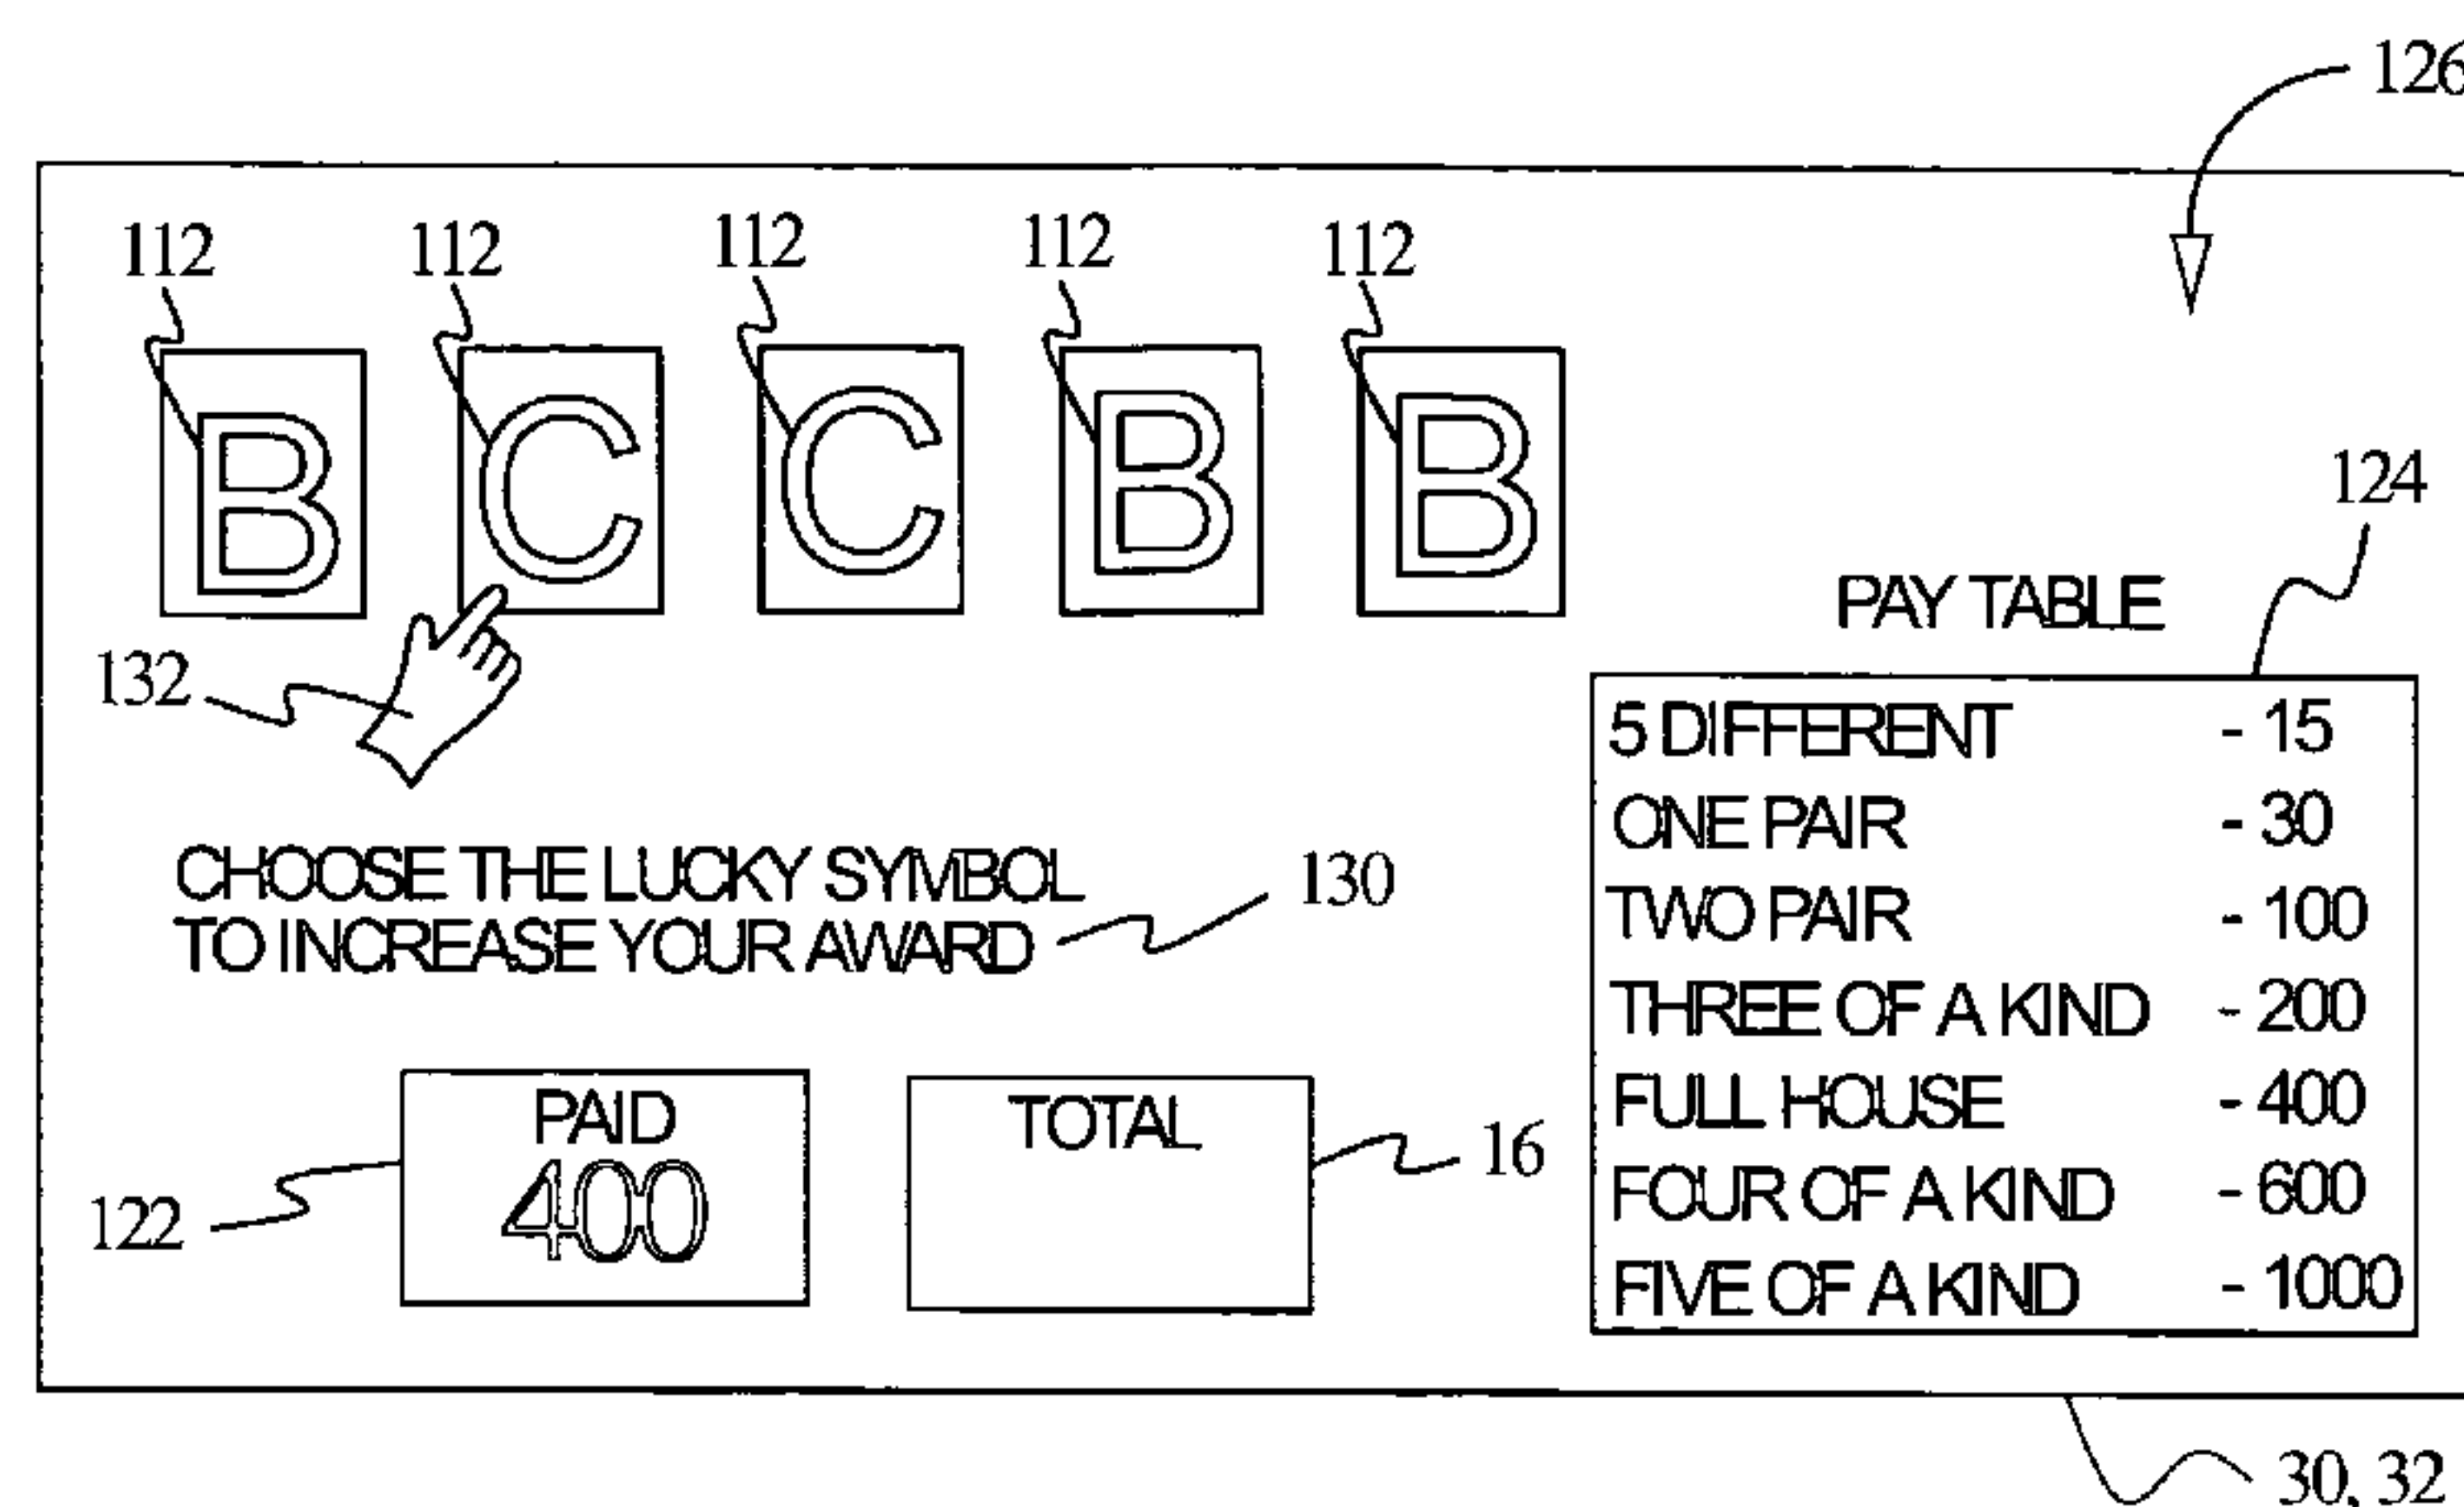 126
112 112 112 112 112
B C C B B
124
PAY TABLE
132
5 DIFFERENT - 15
ONE PAIR - 30
TWO PAIR - 100
THREE OF A KIND - 200
FULL HOUSE - 400
FOUR OF A KIND - 600
FIVE OF A KIND - 1000
CHOOSE THE LUCKY SYMBOL
TO INCREASE YOUR AWARD
130
PAID
400
TOTAL
16
122
30, 32